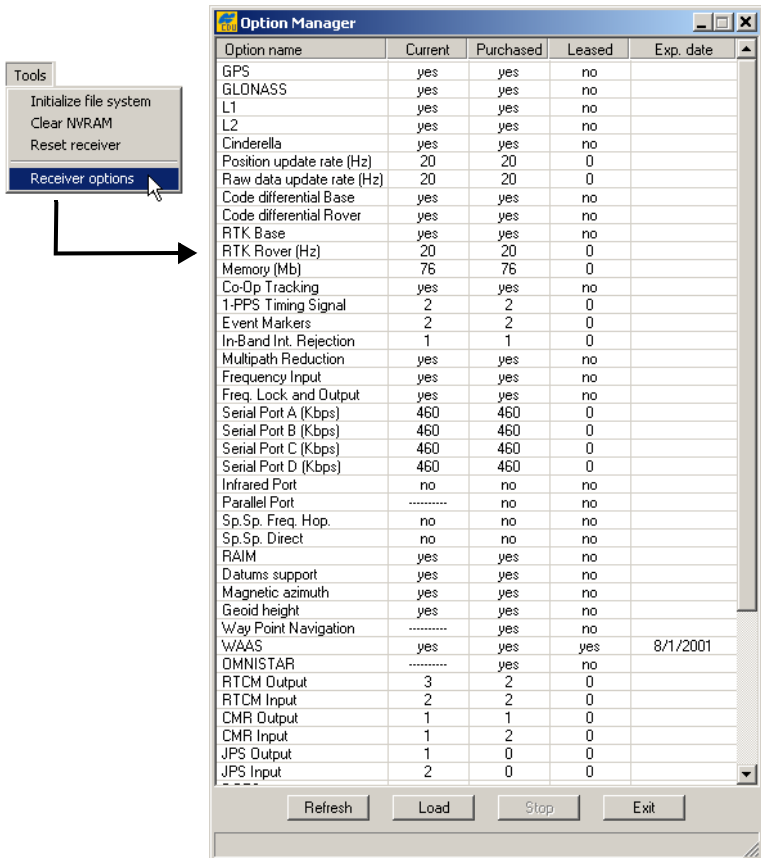 Tools
Initialize file system
Clear NVRAM
Reset receiver
Receiver options
CDU Option Manager
Option name Current Purchased Leased Exp. date
GPS yes yes no
GLONASS yes yes no
L1 yes yes no
L2 yes yes no
Cinderella yes yes no
Position update rate (Hz) 20 20 0
Raw data update rate (Hz) 20 20 0
Code differential Base yes yes no
Code differential Rover yes yes no
RTK Base yes yes no
RTK Rover (Hz) 20 20 0
Memory (Mb) 76 76 0
Co-Op Tracking yes yes no
1-PPS Timing Signal 2 2 0
Event Markers 2 2 0
In-Band Int. Rejection 1 1 0
Multipath Reduction yes yes no
Frequency Input yes yes no
Freq. Lock and Output yes yes no
Serial Port A (Kbps) 460 460 0
Serial Port B (Kbps) 460 460 0
Serial Port C (Kbps) 460 460 0
Serial Port D (Kbps) 460 460 0
Infrared Port no no no
Parallel Port ---------- no no
Sp.Sp. Freq. Hop. no no no
Sp.Sp. Direct no no no
RAIM yes yes no
Datums support yes yes no
Magnetic azimuth yes yes no
Geoid height yes yes no
Way Point Navigation ---------- yes no
WAAS yes yes yes 8/1/2001
OMNISTAR ---------- yes no
RTCM Output 3 2 0
RTCM Input 2 2 0
CMR Output 1 1 0
CMR Input 1 2 0
JPS Output 1 0 0
JPS Input 2 0 0
Refresh Load Stop Exit